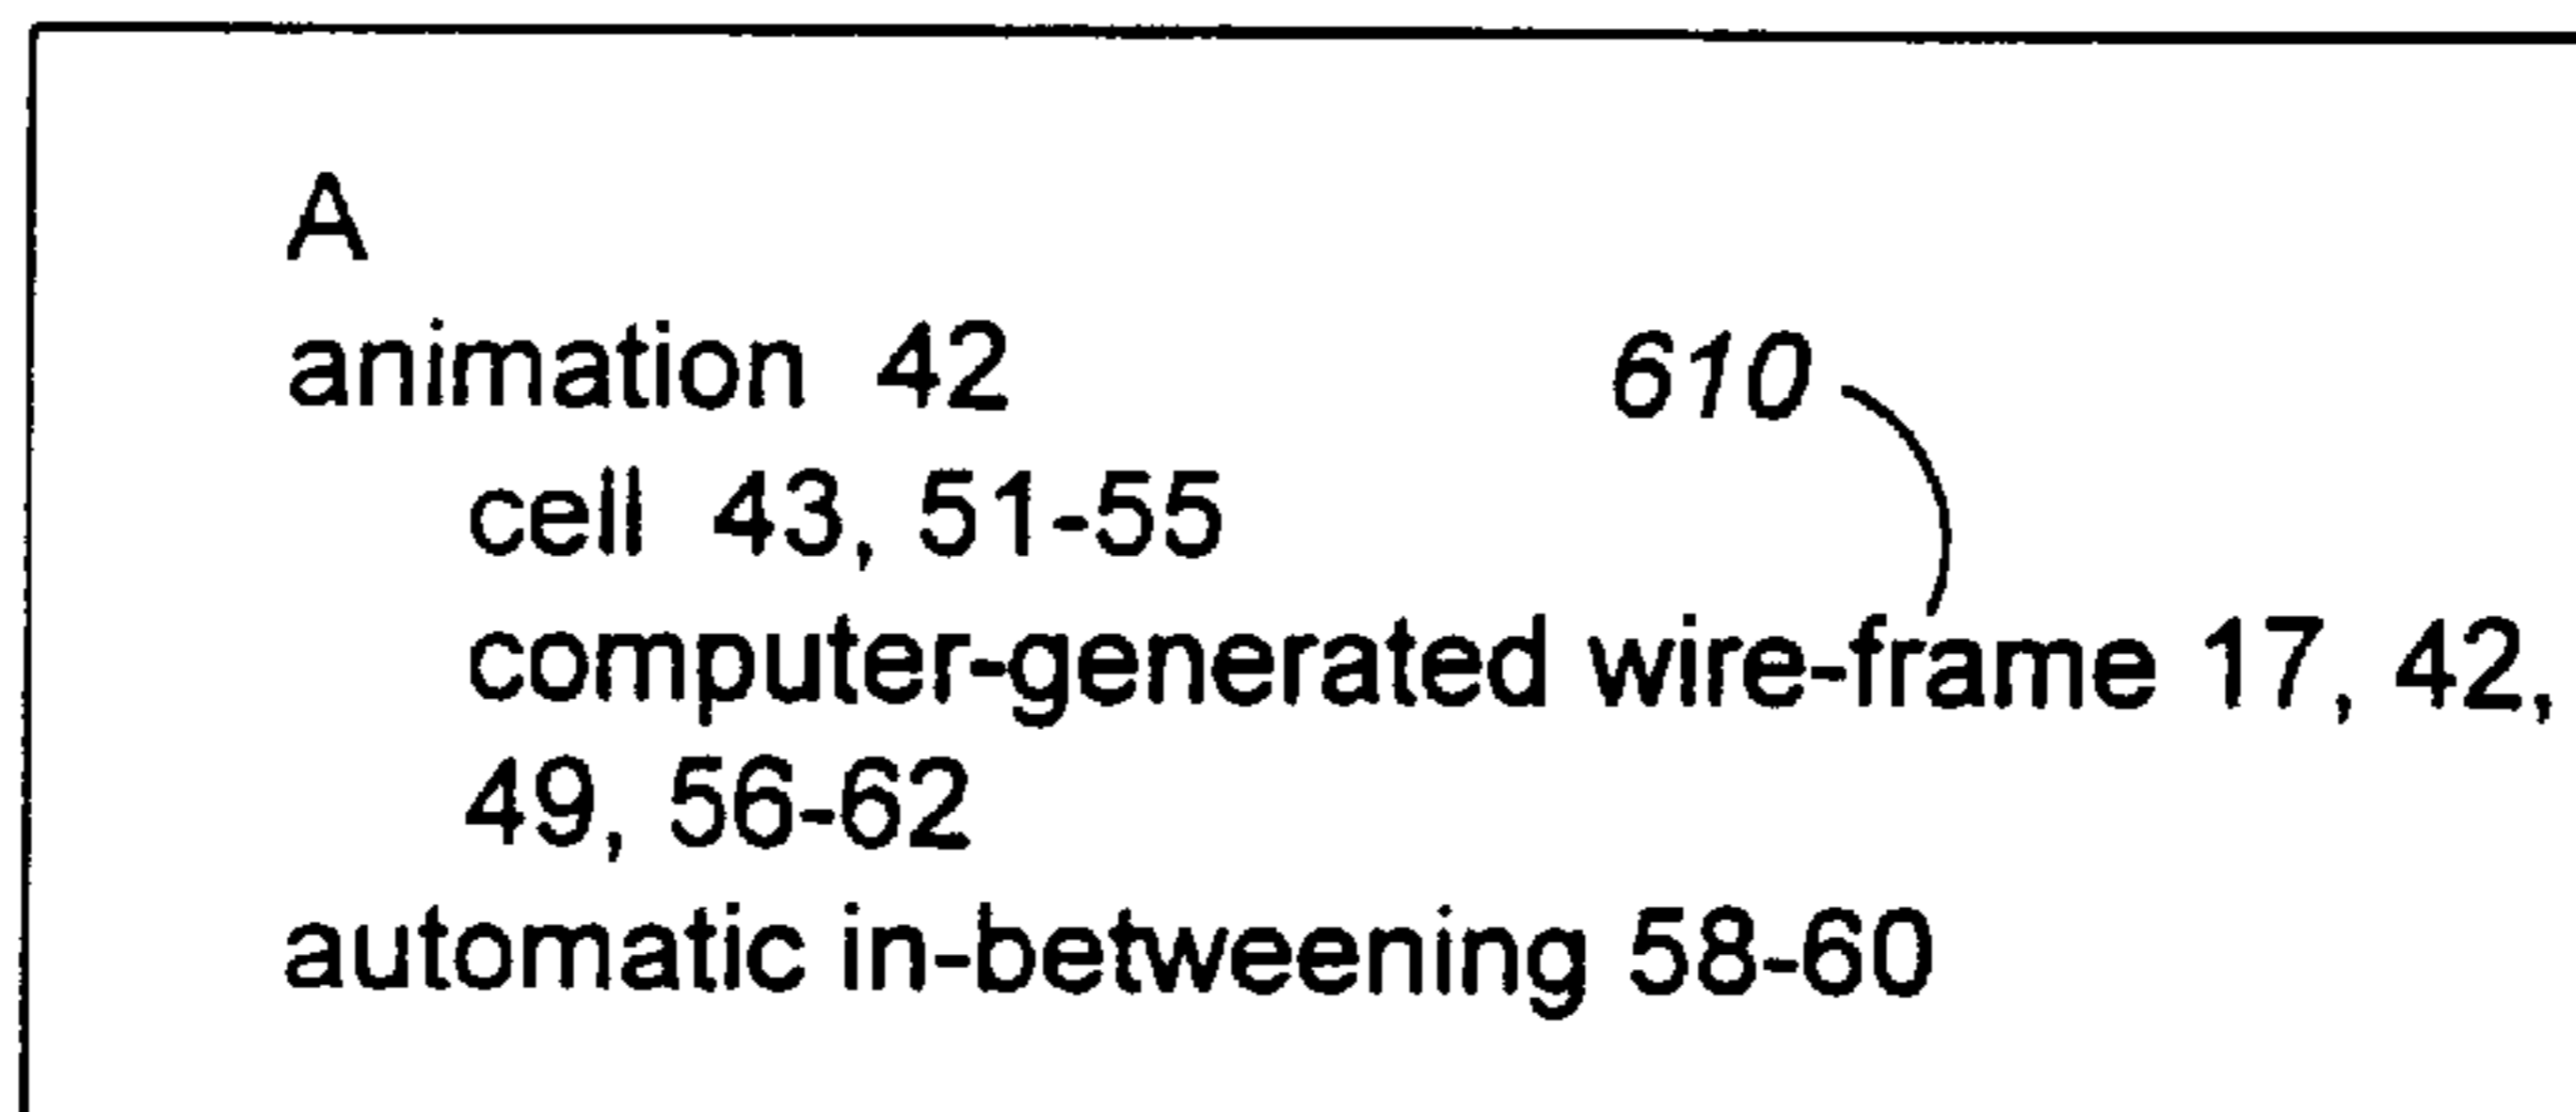 A
animation 42
610
cell 43, 51-55
computer-generated wire-frame 17, 42,
49, 56-62
automatic in-betweening 58-60